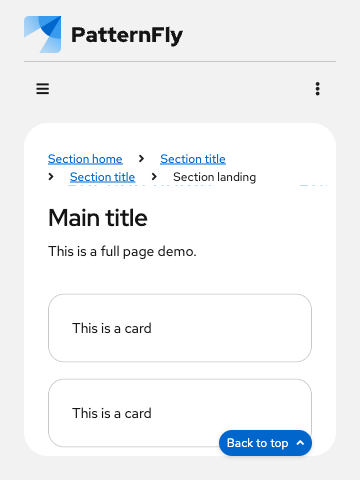 PatternFly
Section home > Section title
> Section title > Section landing
Main title
This is a full page demo.
This is a card
This is a card
Back to top